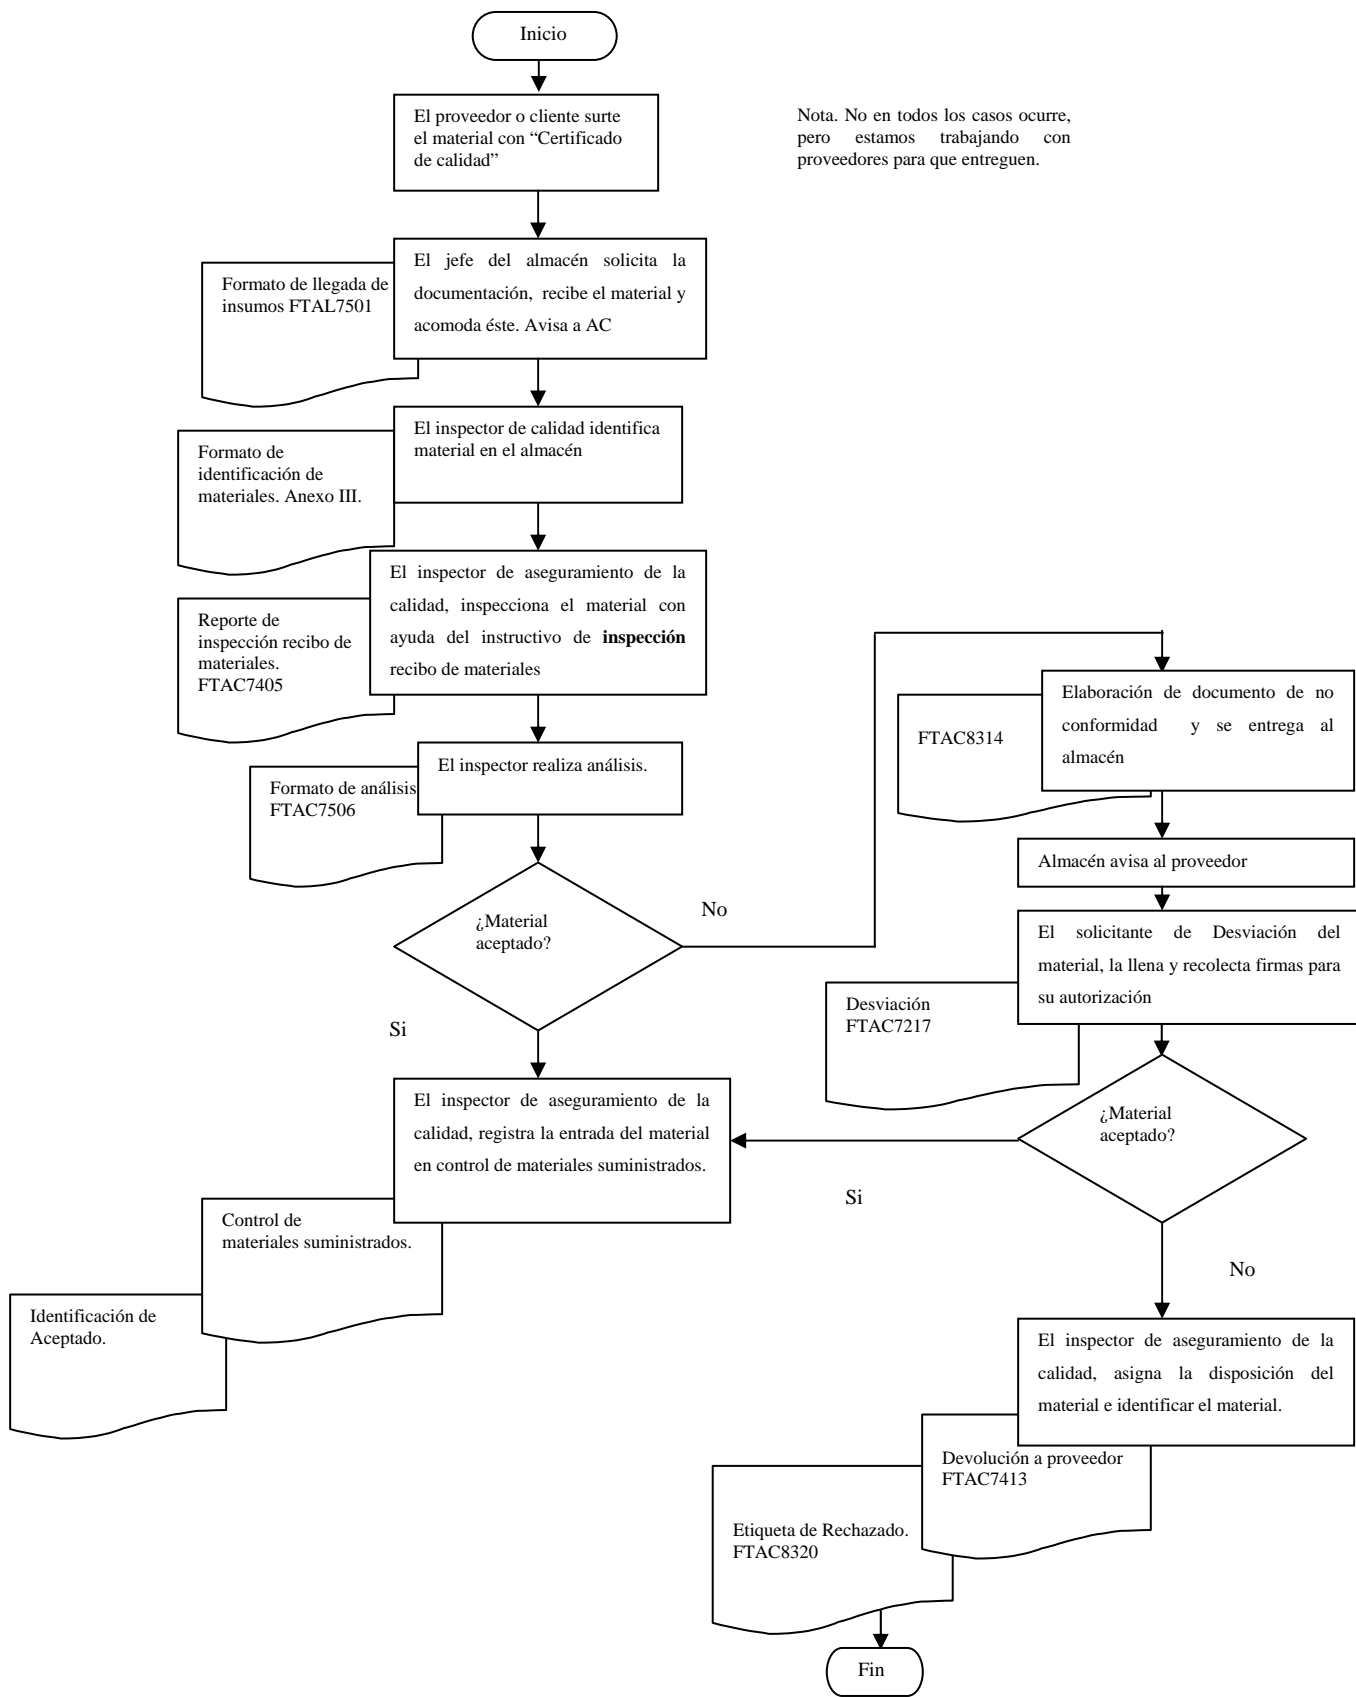 Inicio
El proveedor o cliente surte
el material con “Certificado
de calidad”
Nota. No en todos los casos ocurre,
pero estamos trabajando con
proveedores para que entreguen.
El jefe del almacén solicita la
documentación, recibe el material y
acomoda éste. Avisa a AC
Formato de llegada de
insumos FTAL7501
El inspector de calidad identifica
material en el almacén
Formato de
identificación de
materiales. Anexo III.
El inspector de aseguramiento de la
calidad, inspecciona el material con
ayuda del instructivo de inspección
recibo de materiales
Reporte de
inspección recibo de
materiales.
FTAC7405
El inspector realiza análisis.
Formato de análisis
FTAC7506
¿Material
aceptado?
No
Si
Elaboración de documento de no
conformidad y se entrega al
almacén
FTAC8314
Almacén avisa al proveedor
El solicitante de Desviación del
material, la llena y recolecta firmas para
su autorización
Desviación
FTAC7217
¿Material
aceptado?
Si
No
El inspector de aseguramiento de la
calidad, registra la entrada del material
en control de materiales suministrados.
Control de
materiales suministrados.
Identificación de
Aceptado.
El inspector de aseguramiento de la
calidad, asigna la disposición del
material e identificar el material.
Devolución a proveedor
FTAC7413
Etiqueta de Rechazado.
FTAC8320
Fin